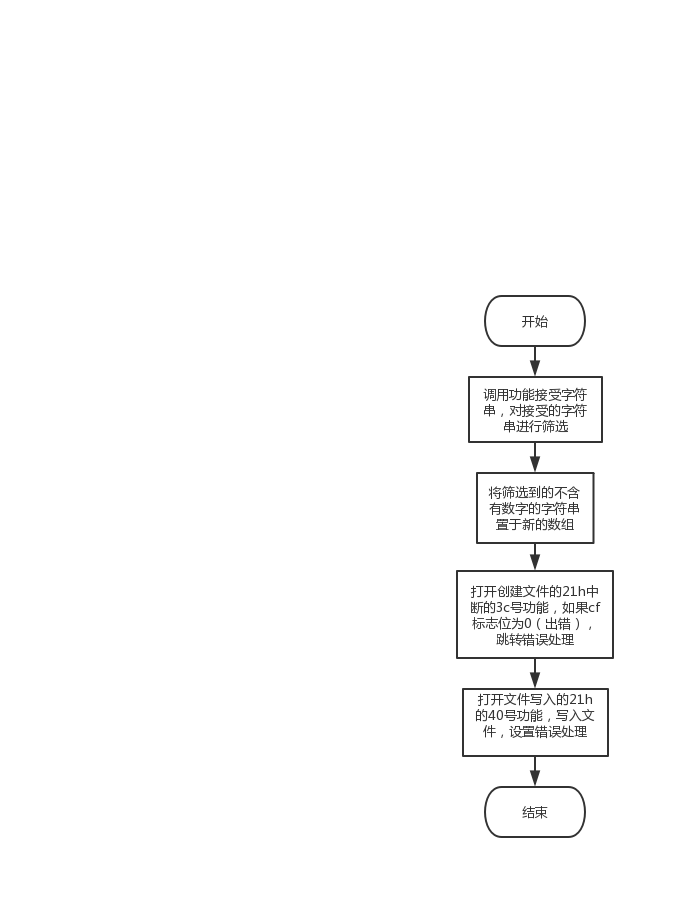 开始
调用功能接受字符
串，对接受的字符
串进行筛选
将筛选到的不含
有数字的字符串
置于新的数组
打开创建文件的21h中
断的3c号功能，如果cf
标志位为0（出错），
跳转错误处理
打开文件写入的21h
的40号功能，写入文
件，设置错误处理
结束